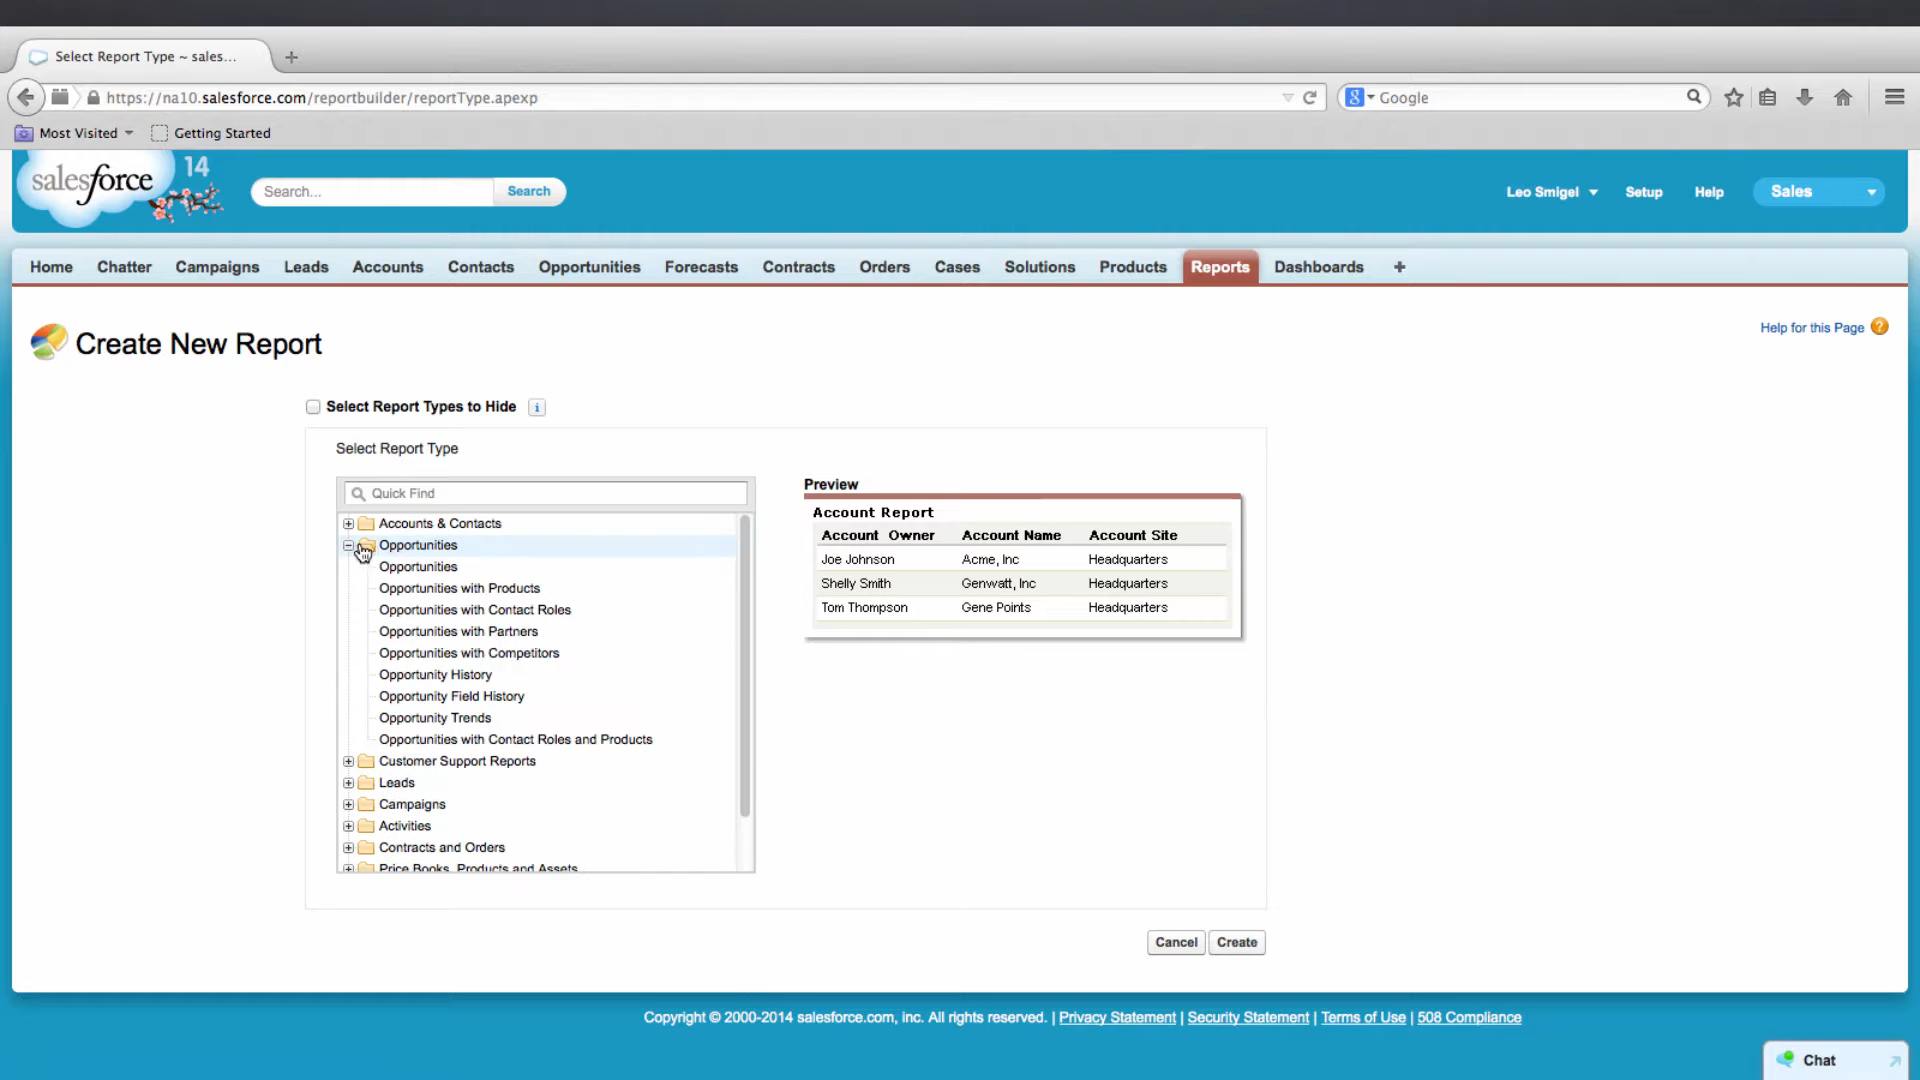 Select Report Type ~ sales...
https://na10.salesforce.com/reportbuilder/reportType.apexp
Google
Most Visited
Getting Started
salesforce
14
Search...
Search
Leo Smigel
Setup
Help
Sales
Home
Chatter
Campaigns
Leads
Accounts
Contacts
Opportunities
Forecasts
Contracts
Orders
Cases
Solutions
Products
Reports
Dashboards
+
Create New Report
Help for this Page
Select Report Types to Hide
Select Report Type
Quick Find
Accounts & Contacts
Opportunities
Opportunities
Opportunities with Products
Opportunities with Contact Roles
Opportunities with Partners
Opportunities with Competitors
Opportunity History
Opportunity Field History
Opportunity Trends
Opportunities with Contact Roles and Products
Customer Support Reports
Leads
Campaigns
Activities
Contracts and Orders
Price Books, Products and Assets
Preview
Account Report
Account Owner Account Name Account Site
Joe Johnson Acme, Inc Headquarters
Shelly Smith Genwatt, Inc Headquarters
Tom Thompson Gene Points Headquarters
Cancel
Create
Copyright © 2000-2014 salesforce.com, inc. All rights reserved. | Privacy Statement | Security Statement | Terms of Use | 508 Compliance
Chat